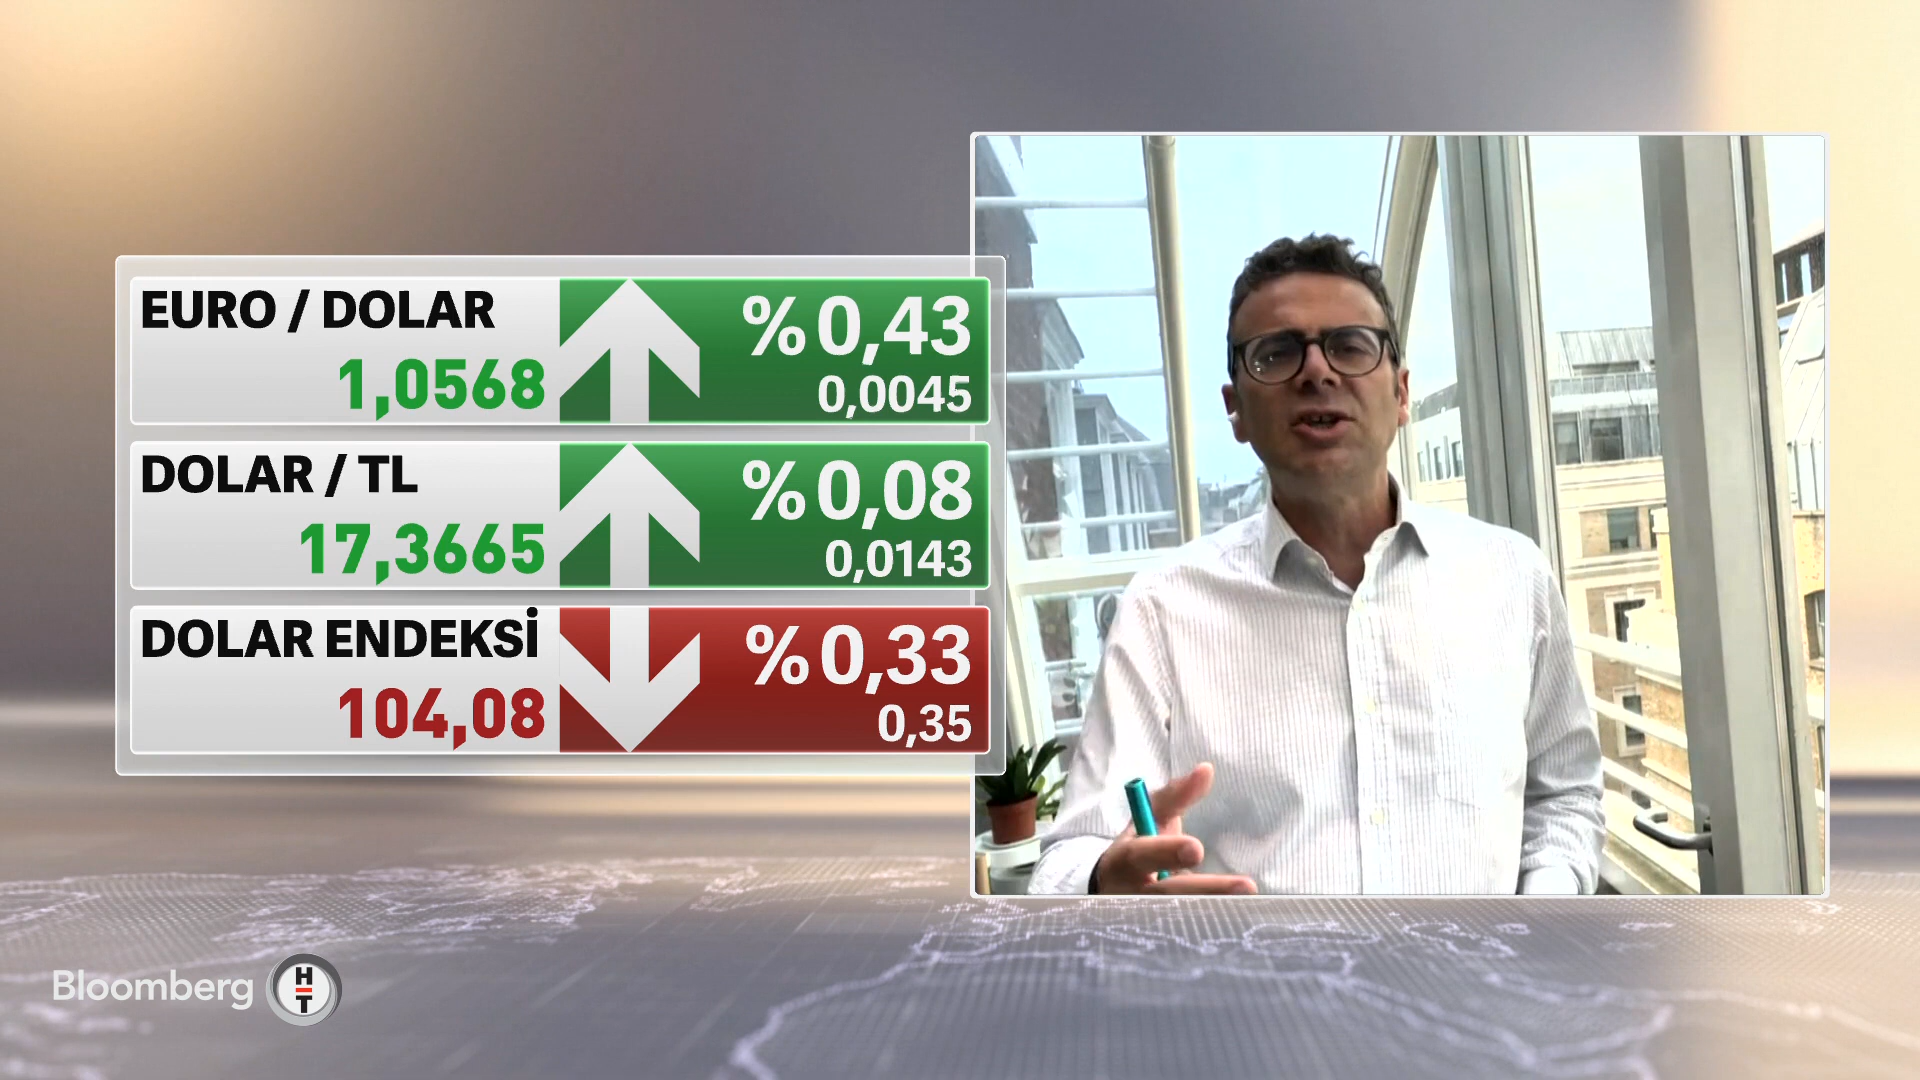 EURO / DOLAR
1,0568
%0,43
0,0045
DOLAR / TL
17,3665
%0,08
0,0143
DOLAR ENDEKSİ
104,08
%0,33
0,35
Bloomberg HT